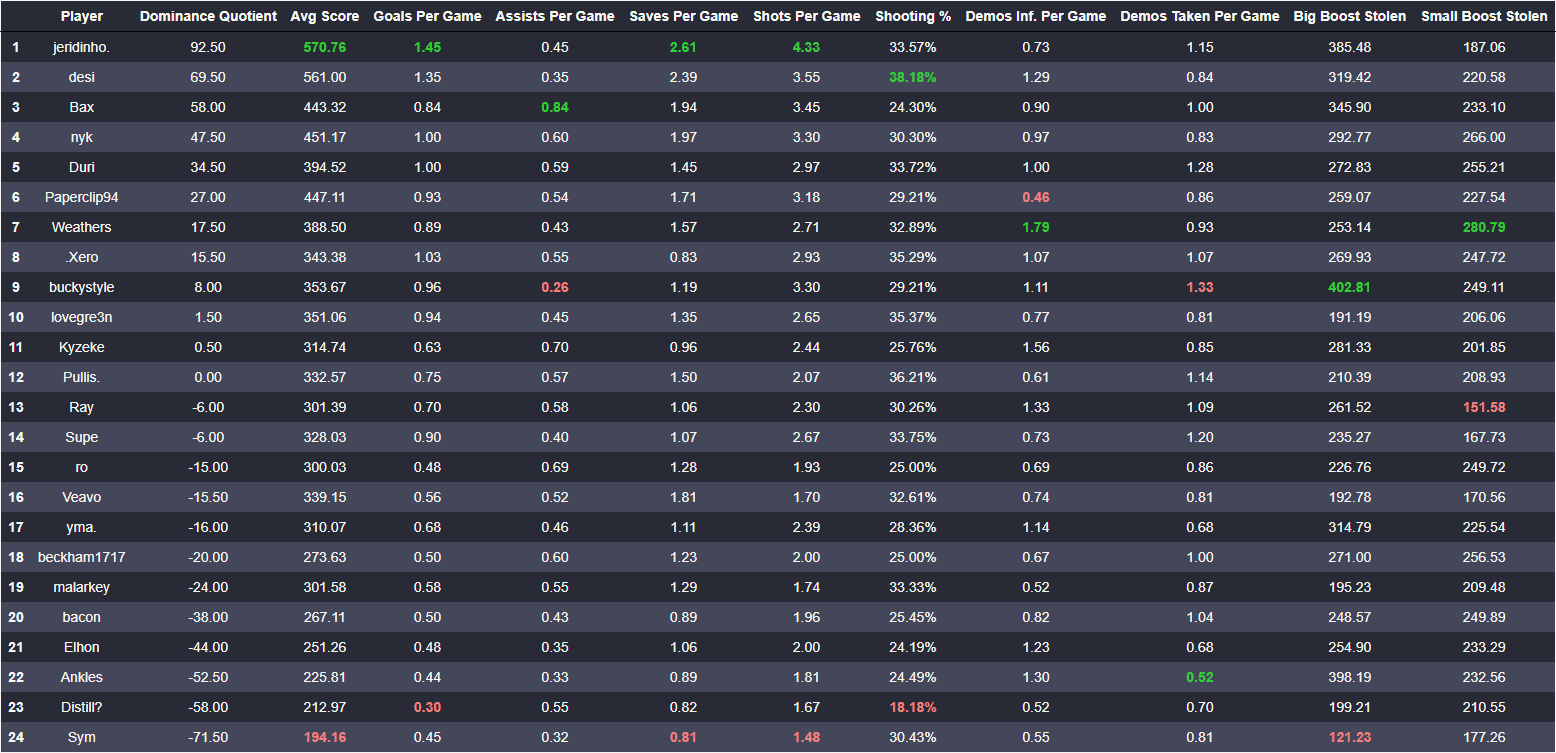 Player Dominance Quotient Avg Score Goals Per Game Assists Per Game Saves Per Game Shots Per Game Shooting % Demos Inf. Per Game Demos Taken Per Game Big Boost Stolen Small Boost Stolen
1 jeridinho. 92.50 570.76 1.45 0.45 2.61 4.33 33.57% 0.73 1.15 385.48 187.06
2 desi 69.50 561.00 1.35 0.35 2.39 3.55 38.18% 1.29 0.84 319.42 220.58
3 Bax 58.00 443.32 0.84 0.84 1.94 3.45 24.30% 0.90 1.00 345.90 233.10
4 nyk 47.50 451.17 1.00 0.60 1.97 3.30 30.30% 0.97 0.83 292.77 266.00
5 Duri 34.50 394.52 1.00 0.59 1.45 2.97 33.72% 1.00 1.28 272.83 255.21
6 Paperclip94 27.00 447.11 0.93 0.54 1.71 3.18 29.21% 0.46 0.86 259.07 227.54
7 Weathers 17.50 388.50 0.89 0.43 1.57 2.71 32.89% 1.79 0.93 253.14 280.79
8 .Xero 15.50 343.38 1.03 0.55 0.83 2.93 35.29% 1.07 1.07 269.93 247.72
9 buckystyle 8.00 353.67 0.96 0.26 1.19 3.30 29.21% 1.11 1.33 402.81 249.11
10 lovegre3n 1.50 351.06 0.94 0.45 1.35 2.65 35.37% 0.77 0.81 191.19 206.06
11 Kyzeke 0.50 314.74 0.63 0.70 0.96 2.44 25.76% 1.56 0.85 281.33 201.85
12 Pullis. 0.00 332.57 0.75 0.57 1.50 2.07 36.21% 0.61 1.14 210.39 208.93
13 Ray -6.00 301.39 0.70 0.58 1.06 2.30 30.26% 1.33 1.09 261.52 151.58
14 Supe -6.00 328.03 0.90 0.40 1.07 2.67 33.75% 0.73 1.20 235.27 167.73
15 ro -15.00 300.03 0.48 0.69 1.28 1.93 25.00% 0.69 0.86 226.76 249.72
16 Veavo -15.50 339.15 0.56 0.52 1.81 1.70 32.61% 0.74 0.81 192.78 170.56
17 yma. -16.00 310.07 0.68 0.46 1.11 2.39 28.36% 1.14 0.68 314.79 225.54
18 beckham1717 -20.00 273.63 0.50 0.60 1.23 2.00 25.00% 0.67 1.00 271.00 256.53
19 malarkey -24.00 301.58 0.58 0.55 1.29 1.74 33.33% 0.52 0.87 195.23 209.48
20 bacon -38.00 267.11 0.50 0.43 0.89 1.96 25.45% 0.82 1.04 248.57 249.89
21 Elhon -44.00 251.26 0.48 0.35 1.06 2.00 24.19% 1.23 0.68 254.90 233.29
22 Ankles -52.50 225.81 0.44 0.33 0.89 1.81 24.49% 1.30 0.52 398.19 232.56
23 Distill? -58.00 212.97 0.30 0.55 0.82 1.67 18.18% 0.52 0.70 199.21 210.55
24 Sym -71.50 194.16 0.45 0.32 0.81 1.48 30.43% 0.55 0.81 121.23 177.26